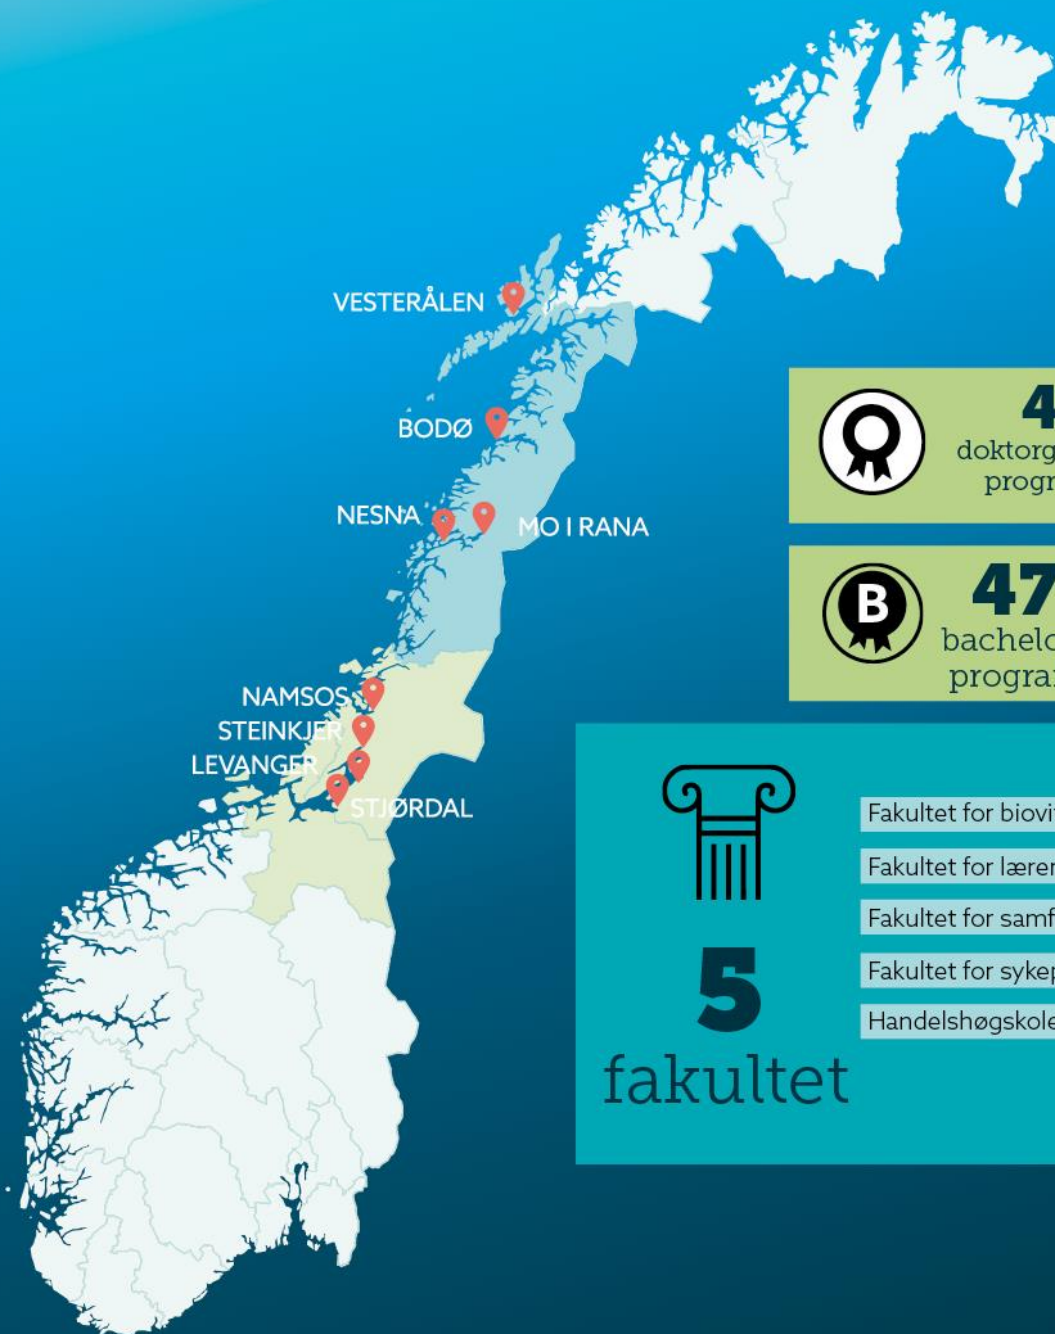 VESTERÅLEN
BODØ
NESNA
MO I RANA
NAMSOS
STEINKJER
LEVANGER
STJØRDAL
4
doktorg
progr
B
47
bachelo
progra
5
fakultet
Fakultet for biovi
Fakultet for lærer
Fakultet for samf
Fakultet for sykep
Handelshøgskole